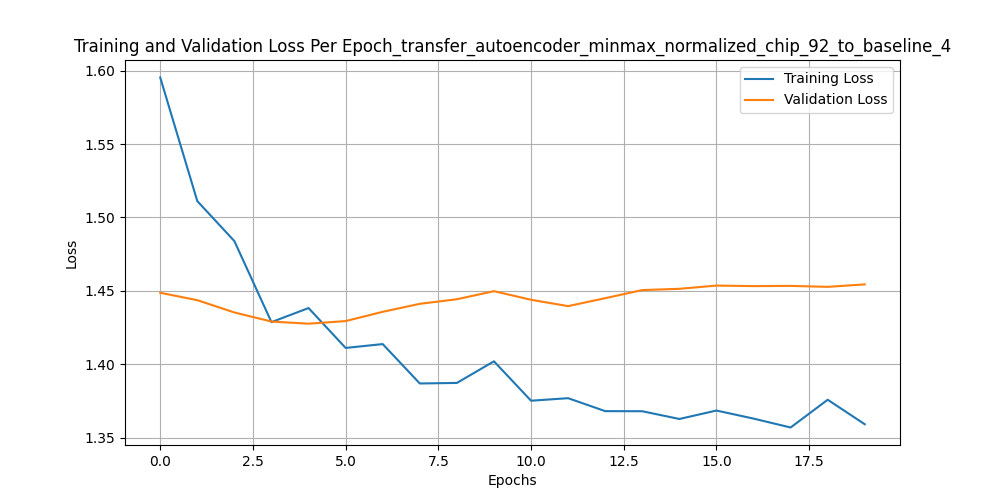 Training and Validation Loss Per Epoch_transfer_autoencoder_minmax_normalized_chip_92_to_baseline_4
Training Loss
Validation Loss
1.60
1.55
1.50
1.45
1.40
1.35
Loss
0.0 2.5 5.0 7.5 10.0 12.5 15.0 17.5
Epochs